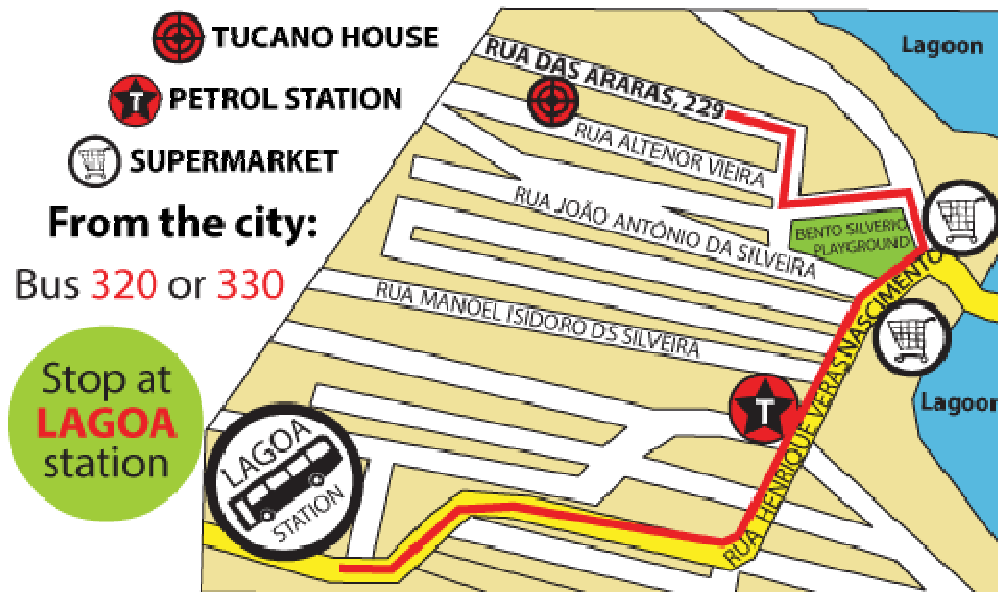 TUCANO HOUSE
PETROL STATION
T
SUPERMARKET
From the city:
Bus 320 or 330
Stop at
LAGOA
station
LAGOA
STATION
RUA DAS ARARAS, 229
RUA ALTENOR VIEIRA
RUA JOÃO ANTÔNIO DA SILVEIRA
RUA MANOEL ISIDORO DS SILVEIRA
BENTO SILVERIO
PLAYGROUND
RUA HENRIQUE VERAS NASCIMENTO
T
Lagoon
Lagoon